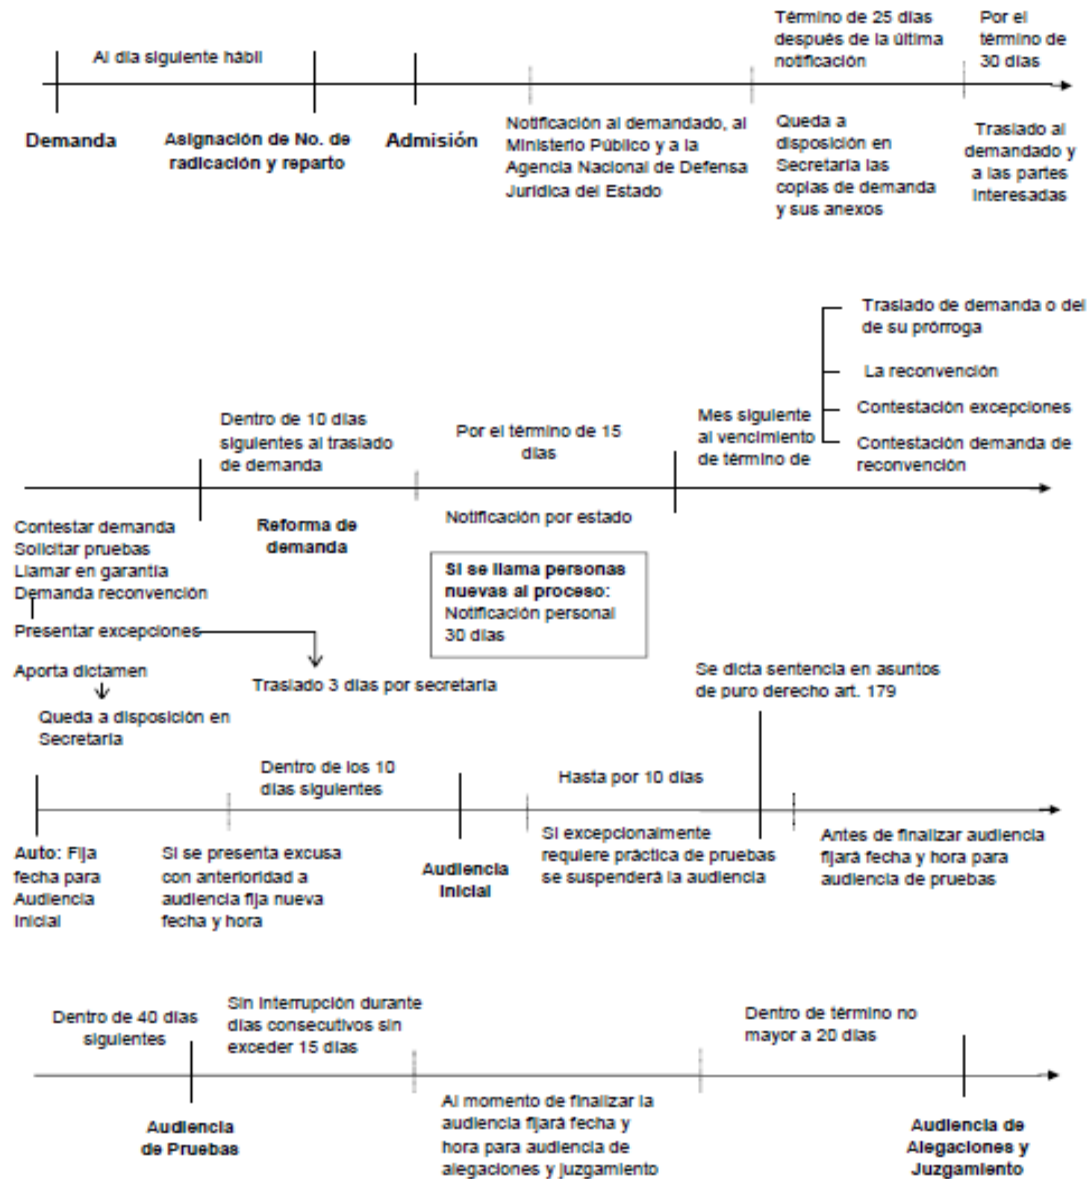 Término de 25 días
después de la última
notificación
Por el
término de
30 días
Al día siguiente hábil
Demanda
Asignación de No. de
radicación y reparto
Admisión
Notificación al demandado, al
Ministerio Público y a la
Agencia Nacional de Defensa
Jurídica del Estado
Queda a
disposición en
Secretaria las
copias de demanda
y sus anexos
Traslado al
demandado y
a las partes
interesadas
Traslado de demanda o del
de su prórroga
La reconvención
Contestación excepciones
Contestación demanda de
reconvención
Dentro de 10 días
siguientes al traslado
de demanda
Por el término de 15
días
Mes siguiente
al vencimiento
de término de
Contestar demanda
Solicitar pruebas
Llamar en garantía
Demanda reconvención
Presentar excepciones
Aporta dictamen
Queda a disposición en
Secretaria
Reforma de
demanda
Traslado 3 días por secretaria
Notificación por estado
Si se llama personas
nuevas al proceso:
Notificación personal
30 días
Se dicta sentencia en asuntos
de puro derecho art. 179
Dentro de los 10
días siguientes
Hasta por 10 días
Auto: Fija
fecha para
Audiencia
Inicial
Si se presenta excusa
con anterioridad a
audiencia fija nueva
fecha y hora
Audiencia
Inicial
Si excepcionalmente
requiere práctica de pruebas
se suspenderá la audiencia
Antes de finalizar audiencia
fijará fecha y hora para
audiencia de pruebas
Dentro de 40 días
siguientes
Sin interrupción durante
días consecutivos sin
exceder 15 días
Dentro de término no
mayor a 20 días
Audiencia
de Pruebas
Al momento de finalizar la
audiencia fijará fecha y
hora para audiencia de
alegaciones y juzgamiento
Audiencia de
Alegaciones y
Juzgamiento